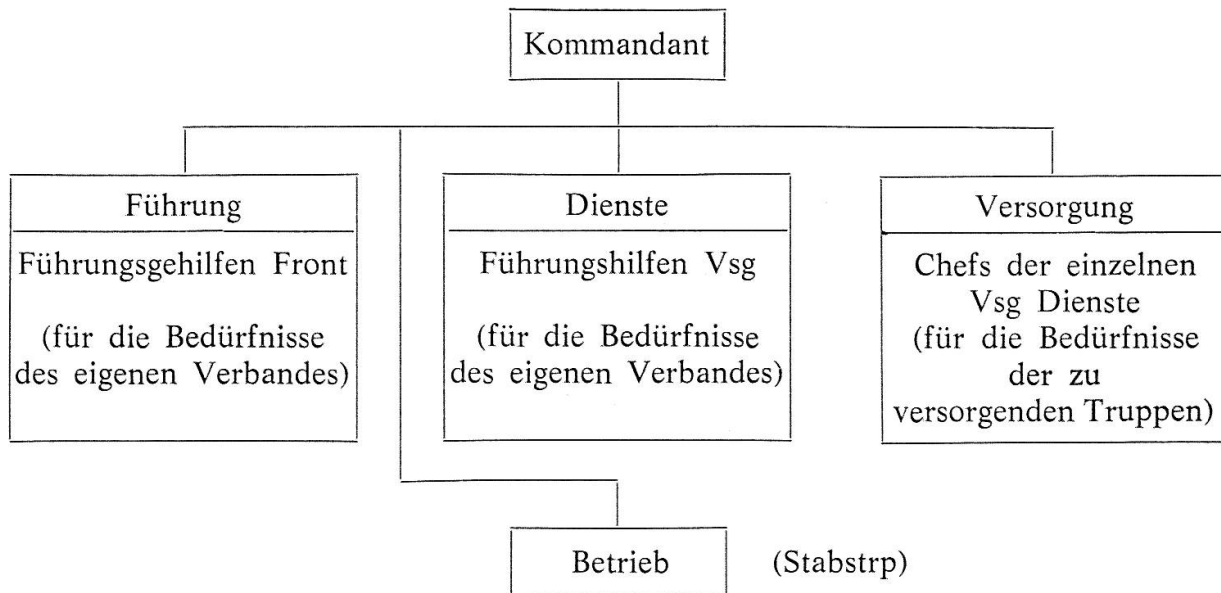 Kommandant
Führung
Führungsgehilfen Front
(für die Bedürfnisse
des eigenen Verbandes)
Dienste
Führungshilfen Vsg
(für die Bedürfnisse
des eigenen Verbandes)
Versorgung
Chefs der einzelnen
Vsg Dienste
(für die Bedürfnisse
der zu
versorgenden Truppen)
Betrieb (Stabstrp)